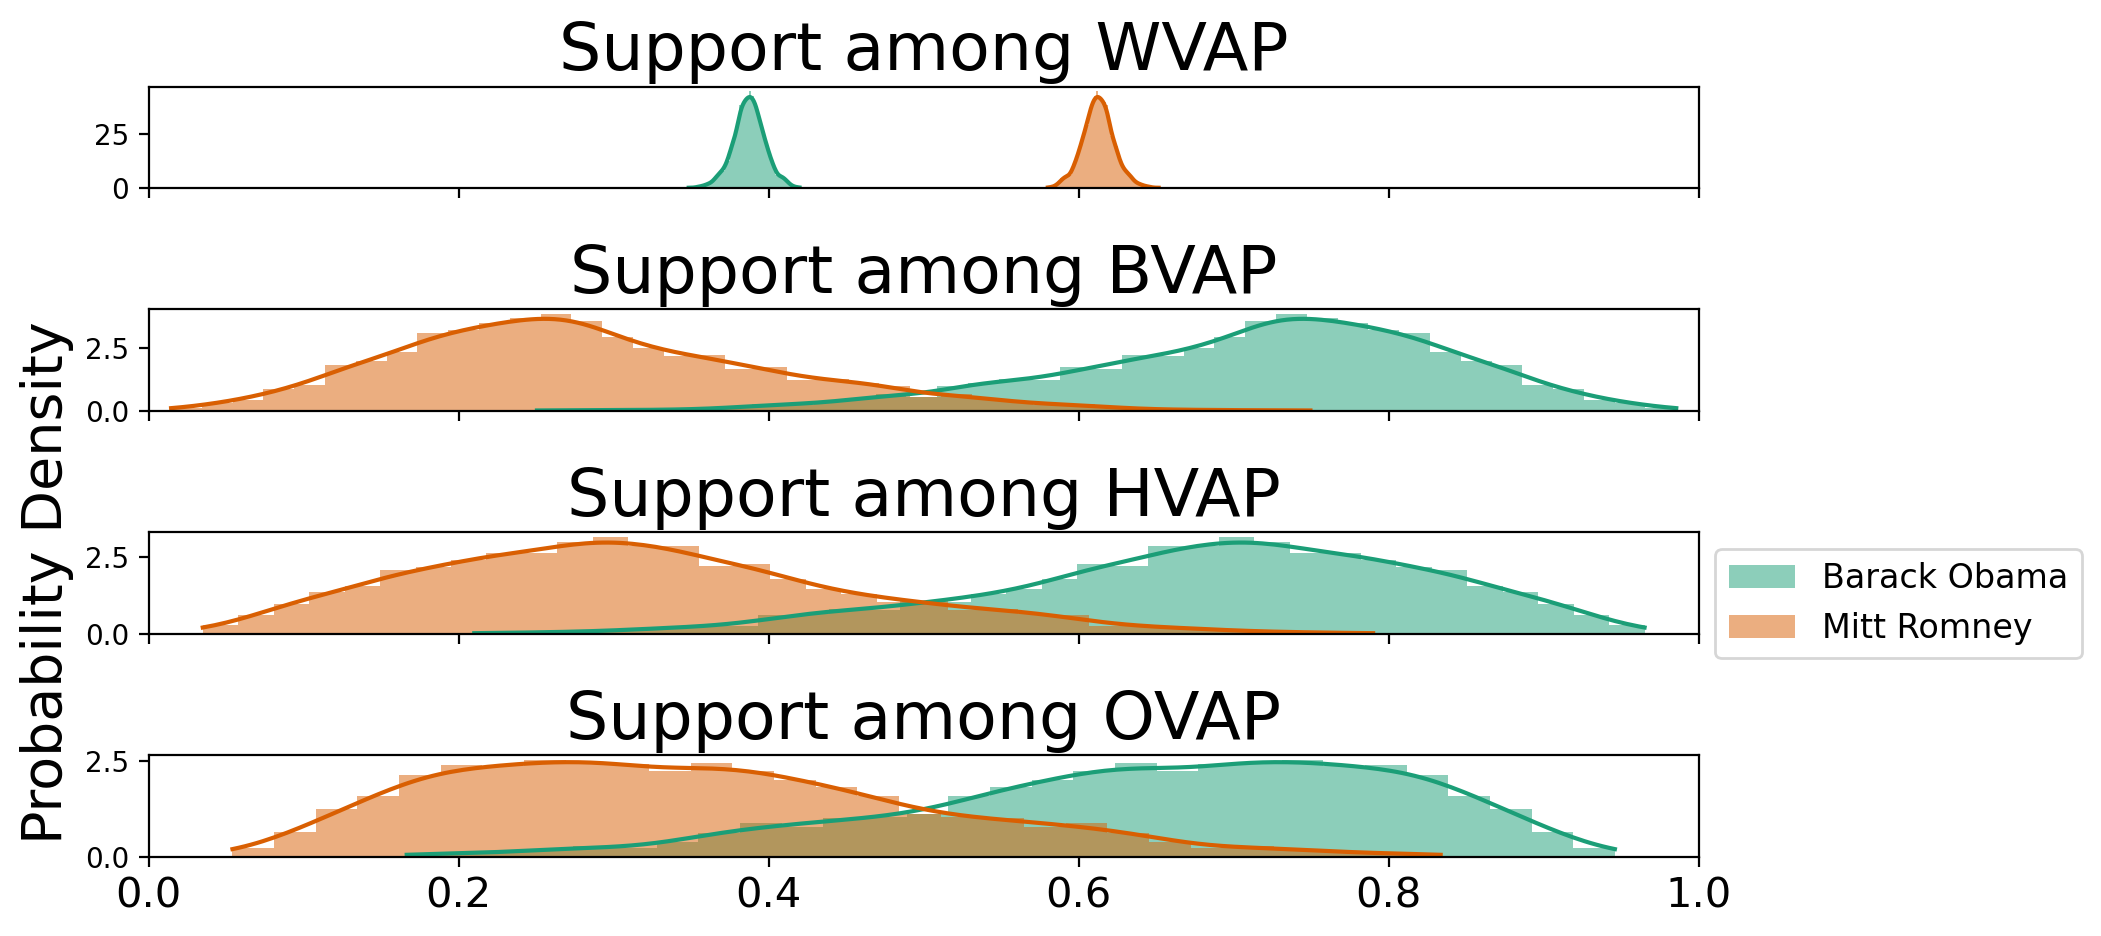 Support among WVAP
25
0
Support among BVAP
2.5
0.0
Support among HVAP
2.5
0.0
Support among OVAP
2.5
0.0
0.0 0.2 0.4 0.6 0.8 1.0
Probability Density
Barack Obama
Mitt Romney